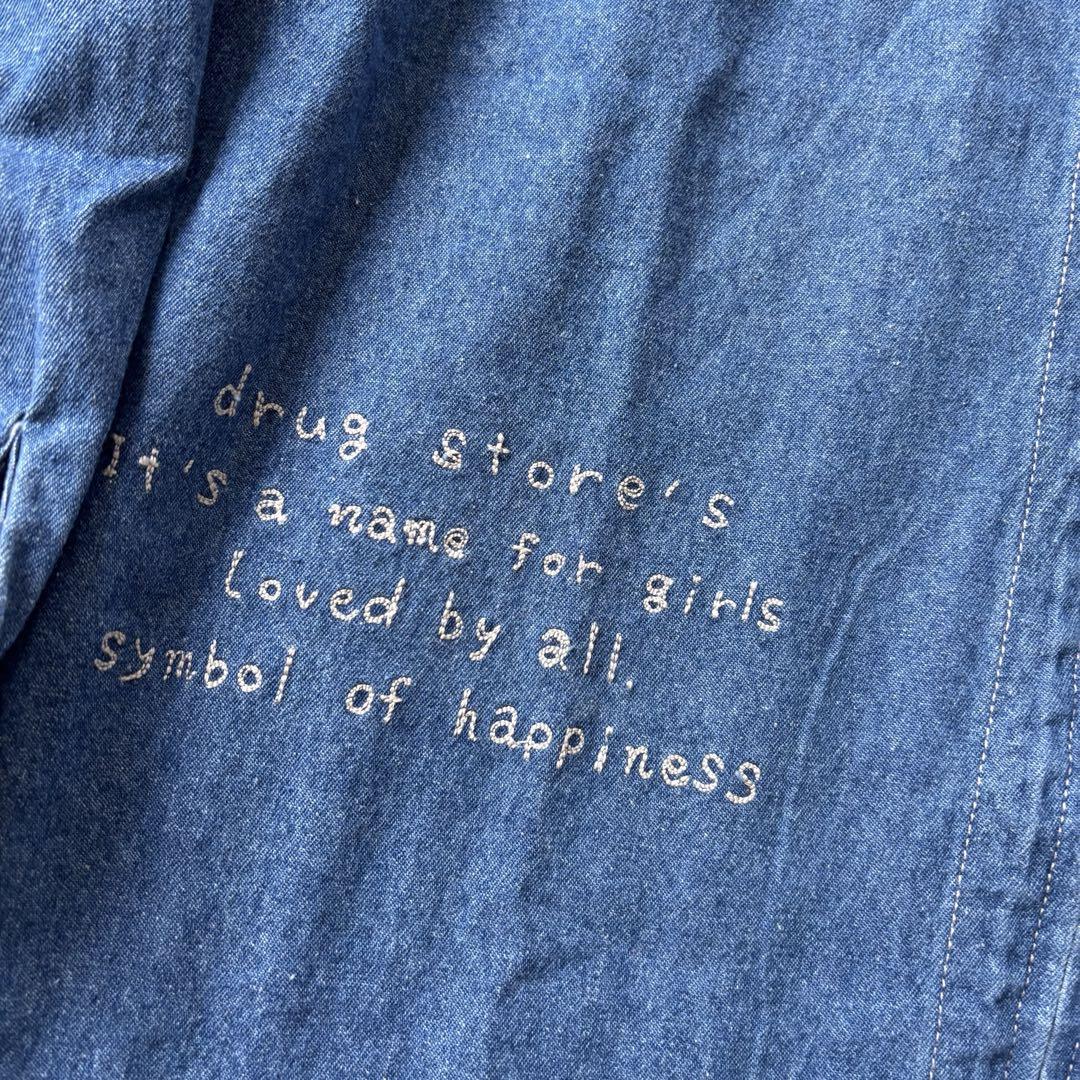 drug store's
It's a name for girls
loved by all.
symbol of happiness